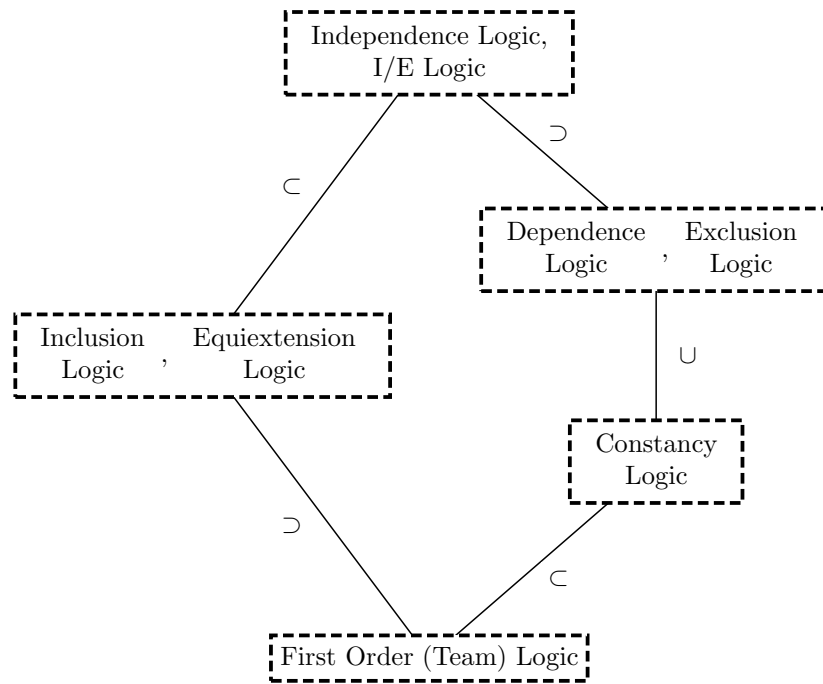 Independence Logic,
I/E Logic
⊃
⊂
Dependence Logic , Exclusion Logic
Inclusion Logic , Equiextension Logic
∪
Constancy
Logic
⊃
⊂
First Order (Team) Logic